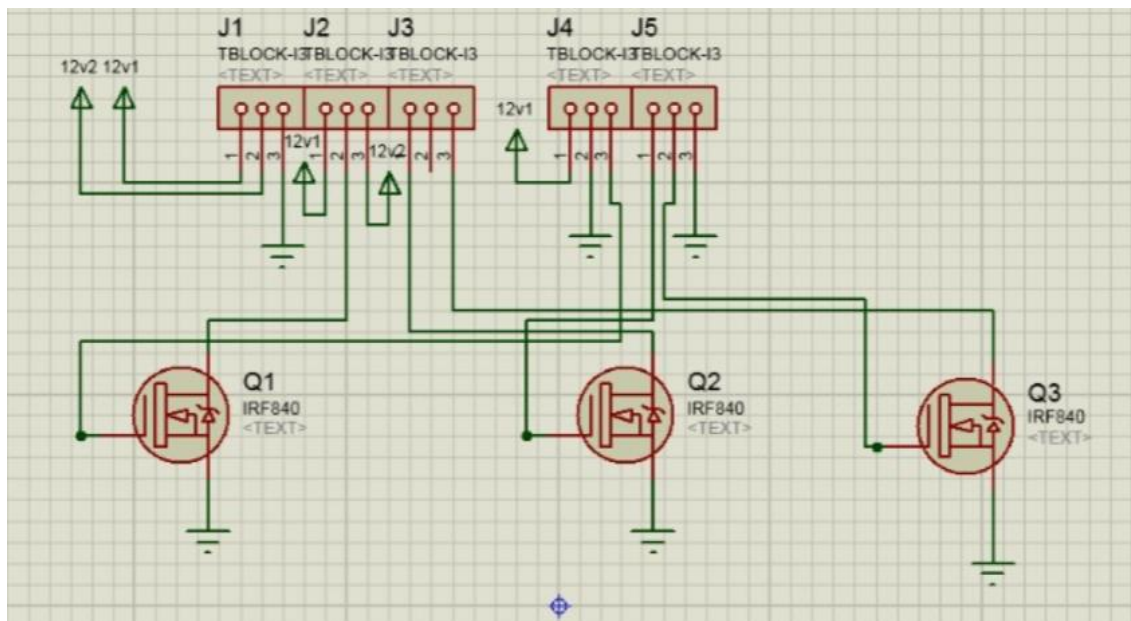 J1 J2 J3 J4 J5
TBLOCK-I3 TBLOCK-I3 TBLOCK-I3 TBLOCK-I3 TBLOCK-I3
<TEXT> <TEXT> <TEXT> <TEXT> <TEXT>
12v2 12v1
12v1
12v1
12v2
1 2 3 1 2 3 1 2 3 1 2 3 1 2 3
Q1
IRF840
<TEXT>
Q2
IRF840
<TEXT>
Q3
IRF840
<TEXT>